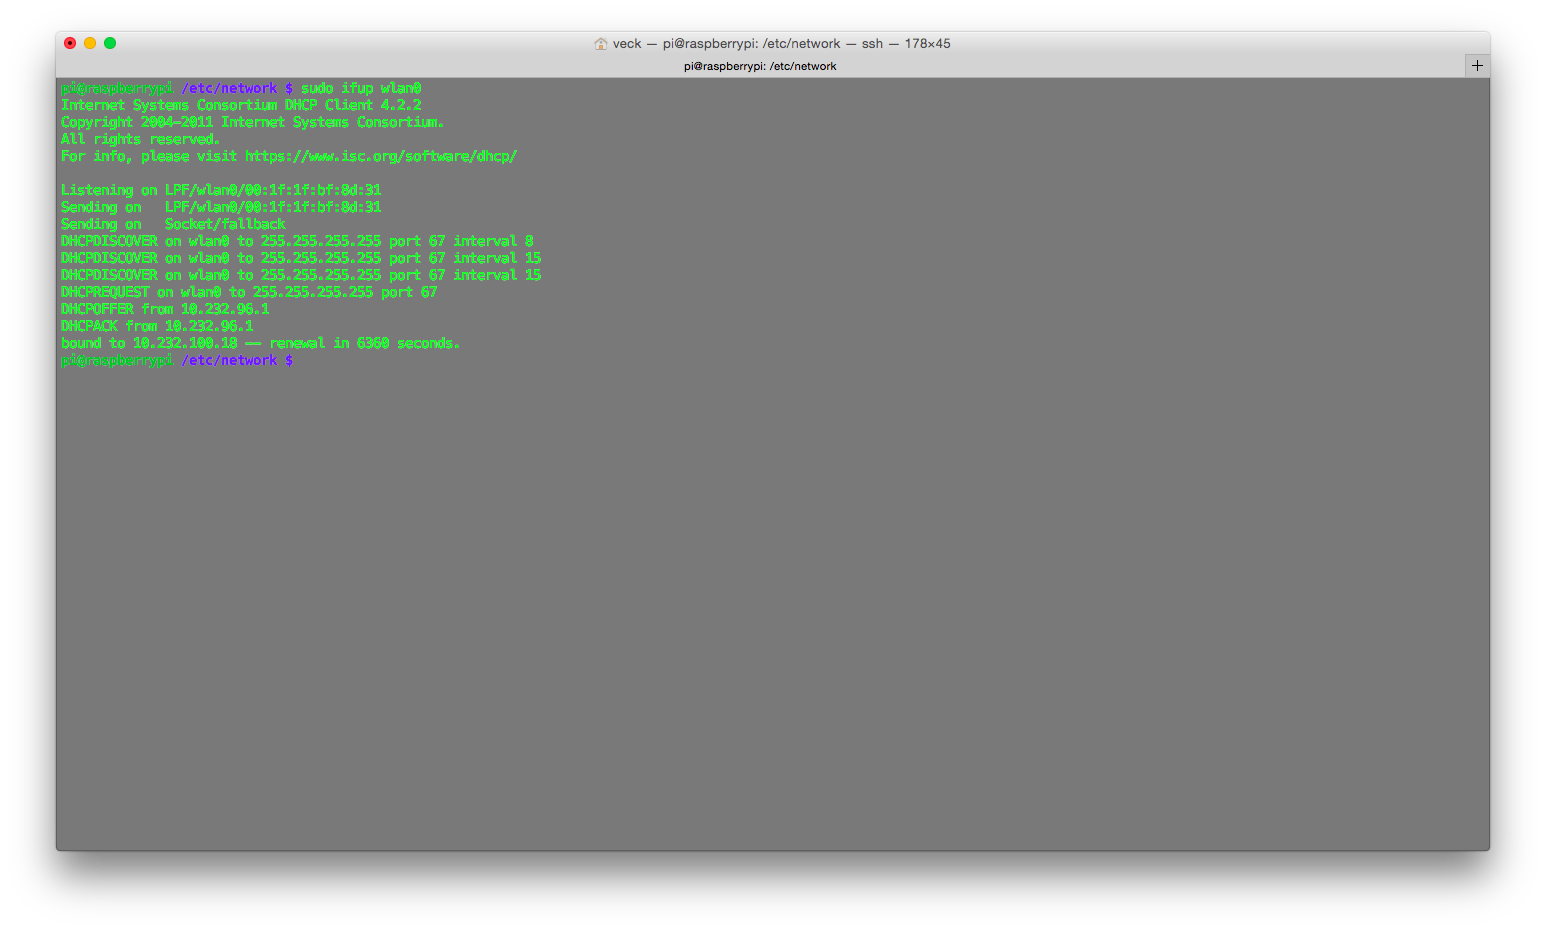 veck — pi@raspberrypi: /etc/network — ssh — 178×45
pi@raspberrypi: /etc/network
pi@raspberrypi /etc/network $ sudo ifup wlan0
Internet Systems Consortium DHCP Client 4.2.2
Copyright 2004-2011 Internet Systems Consortium.
All rights reserved.
For info, please visit https://www.isc.org/software/dhcp/

Listening on LPF/wlan0/00:1f:1f:bf:8d:31
Sending on   LPF/wlan0/00:1f:1f:bf:8d:31
Sending on   Socket/fallback
DHCPDISCOVER on wlan0 to 255.255.255.255 port 67 interval 8
DHCPDISCOVER on wlan0 to 255.255.255.255 port 67 interval 15
DHCPDISCOVER on wlan0 to 255.255.255.255 port 67 interval 15
DHCPREQUEST on wlan0 to 255.255.255.255 port 67
DHCPOFFER from 10.232.96.1
DHCPACK from 10.232.96.1
bound to 10.232.100.18 -- renewal in 6360 seconds.
pi@raspberrypi /etc/network $